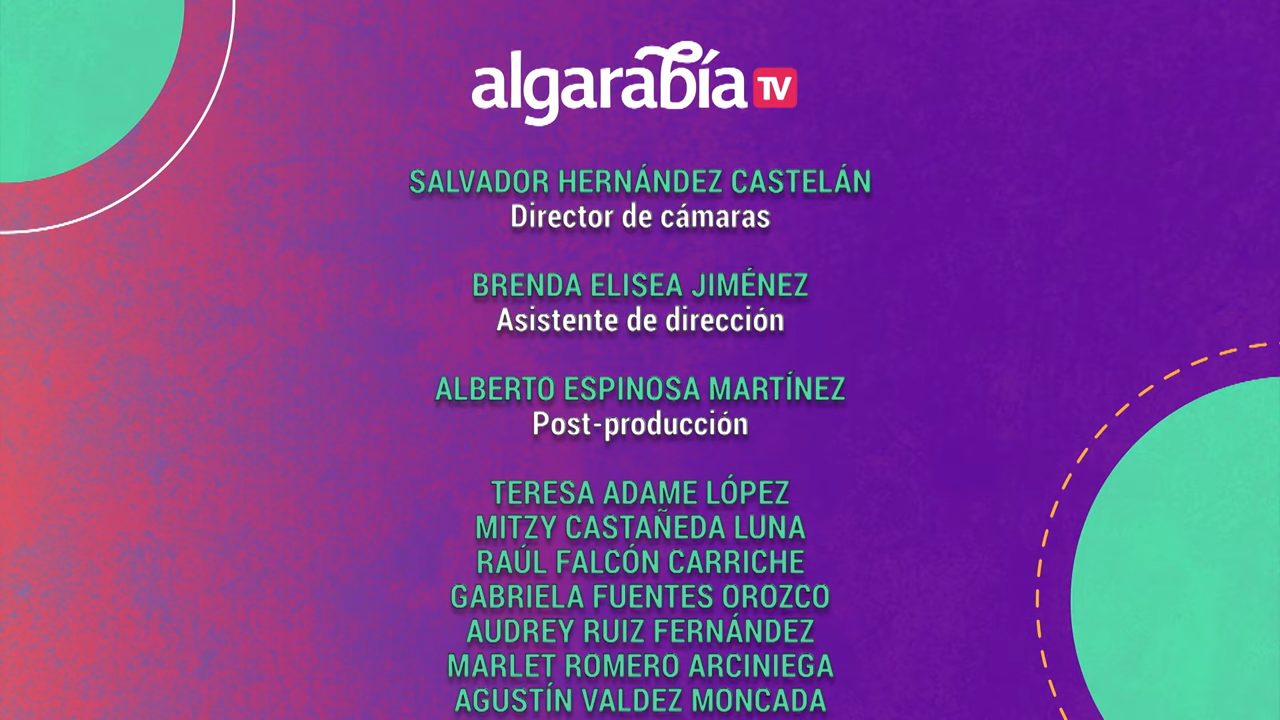 algarabía TV
SALVADOR HERNÁNDEZ CASTELÁN
Director de cámaras
BRENDA ELISEA JIMÉNEZ
Asistente de dirección
ALBERTO ESPINOSA MARTÍNEZ
Post-producción
TERESA ADAME LÓPEZ
MITZY CASTAÑEDA LUNA
RAÚL FALCÓN CARRICHE
GABRIELA FUENTES OROZCO
AUDREY RUIZ FERNÁNDEZ
MARLET ROMERO ARCINIEGA
AGUSTÍN VALDEZ MONCADA